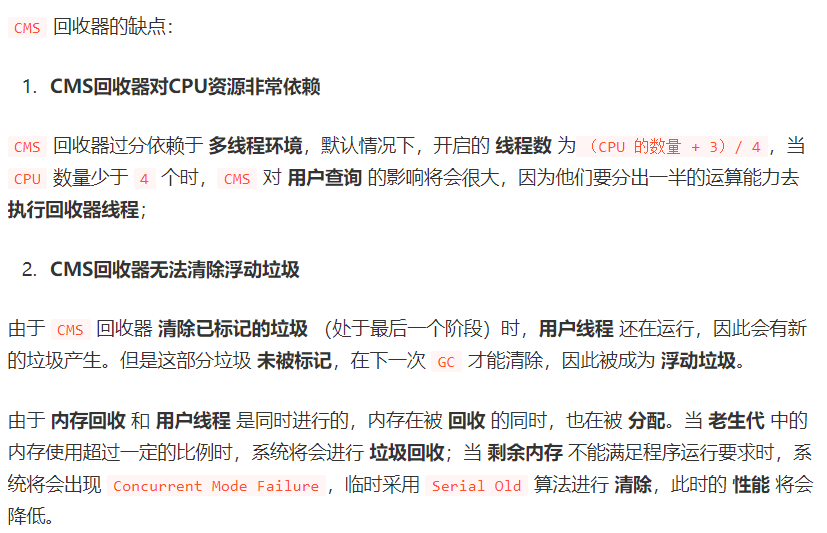 CMS 回收器的缺点：
1. CMS回收器对CPU资源非常依赖
CMS 回收器过分依赖于 多线程环境，默认情况下，开启的 线程数 为（CPU 的数量 + 3）/ 4，当
CPU 数量少于 4 个时，CMS 对 用户查询 的影响将会很大，因为他们要分出一半的运算能力去
执行回收器线程；
2. CMS回收器无法清除浮动垃圾
由于 CMS 回收器 清除已标记的垃圾 （处于最后一个阶段）时，用户线程 还在运行，因此会有新
的垃圾产生。但是这部分垃圾 未被标记，在下一次 GC 才能清除，因此被成为 浮动垃圾。
由于 内存回收 和 用户线程 是同时进行的，内存在被 回收 的同时，也在被 分配。当 老生代 中的
内存使用超过一定的比例时，系统将会进行 垃圾回收；当 剩余内存 不能满足程序运行要求时，系
统将会出现 Concurrent Mode Failure，临时采用 Serial Old 算法进行 清除，此时的 性能 将会
降低。